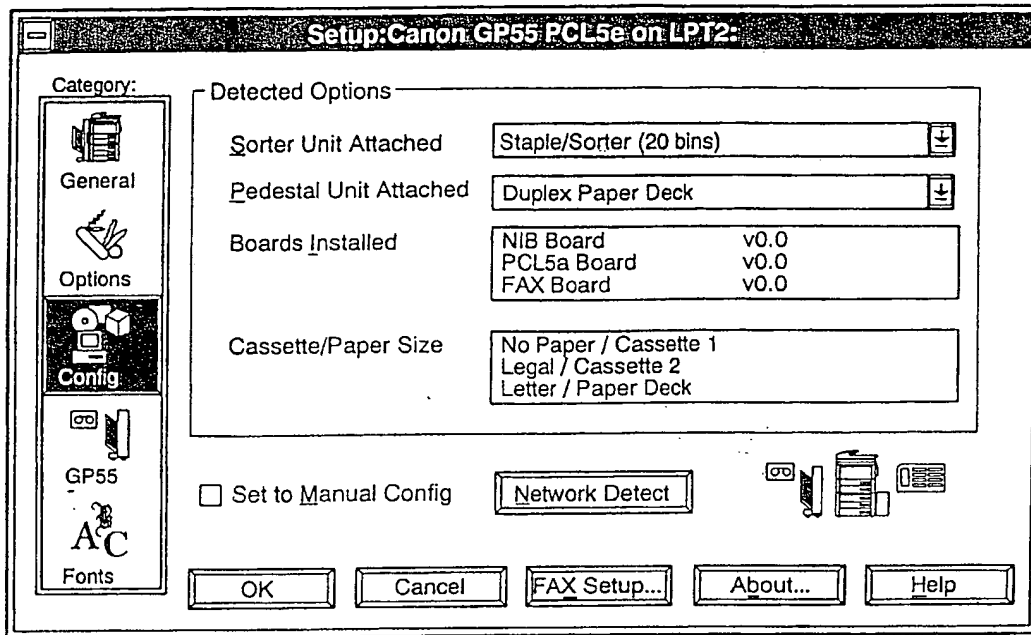 Setup:Canon GP55 PCL5e on LPT2:
Category:
General
Options
Config
GP55
Fonts
Detected Options
Sorter Unit Attached Staple/Sorter (20 bins)
Pedestal Unit Attached Duplex Paper Deck
Boards Installed NIB Board v0.0
PCL5a Board v0.0
FAX Board v0.0
Cassette/Paper Size No Paper / Cassette 1
Legal / Cassette 2
Letter / Paper Deck
Set to Manual Config Network Detect
OK Cancel FAX Setup... About... Help